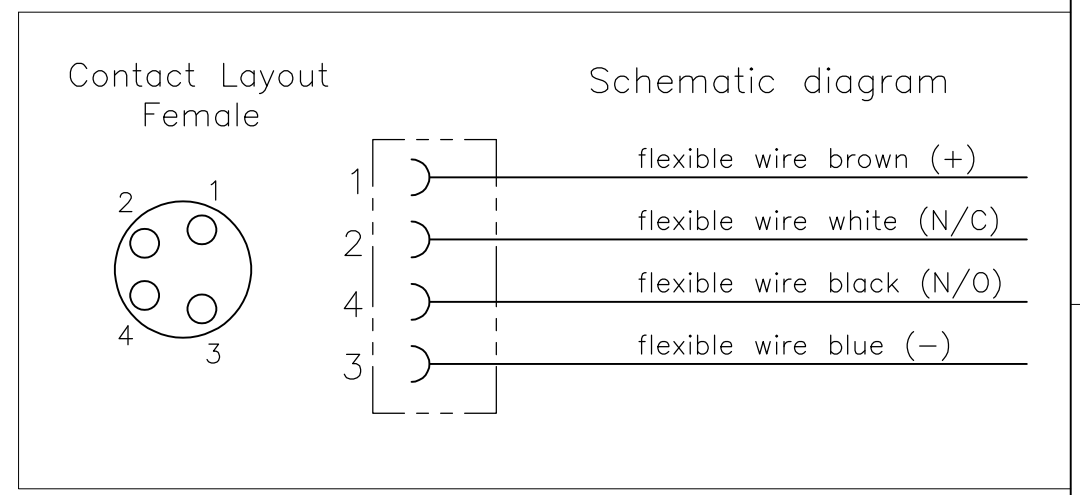 Contact Layout
Female
2
1
4
3
Schematic diagram
1 flexible wire brown (+)
2 flexible wire white (N/C)
4 flexible wire black (N/O)
3 flexible wire blue (−)